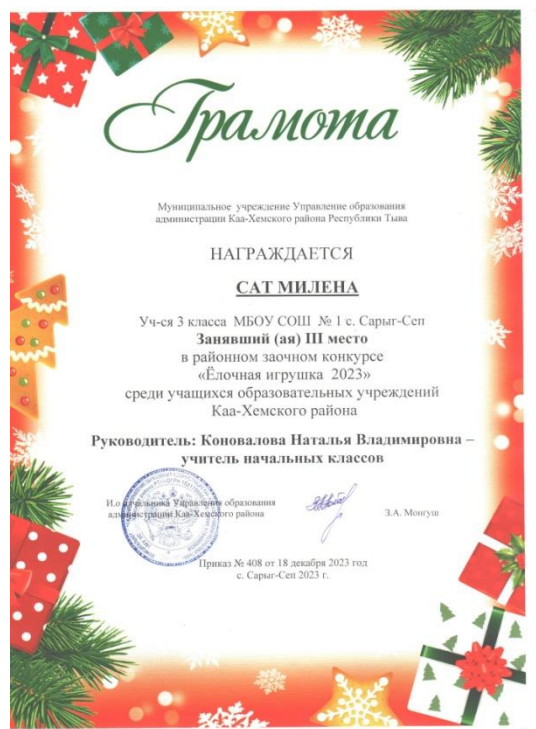 Грамота
Муниципальное учреждение Управление образования
администрации Каа-Хемского района Республики Тыва
НАГРАЖДАЕТСЯ
САТ МИЛЕНА
Уч-ся 3 класса МБОУ СОШ № 1 с. Сарыг-Сеп
Занявший (ая) III место
в районном заочном конкурсе
«Ёлочная игрушка 2023»
среди учащихся образовательных учреждений
Каа-Хемского района
Руководитель: Коновалова Наталья Владимировна –
учитель начальных классов
И.о начальника Управления образования
администрации Каа-Хемского района
З.А. Монгуш
Приказ № 408 от 18 декабря 2023 год
с. Сарыг-Сеп 2023 г.